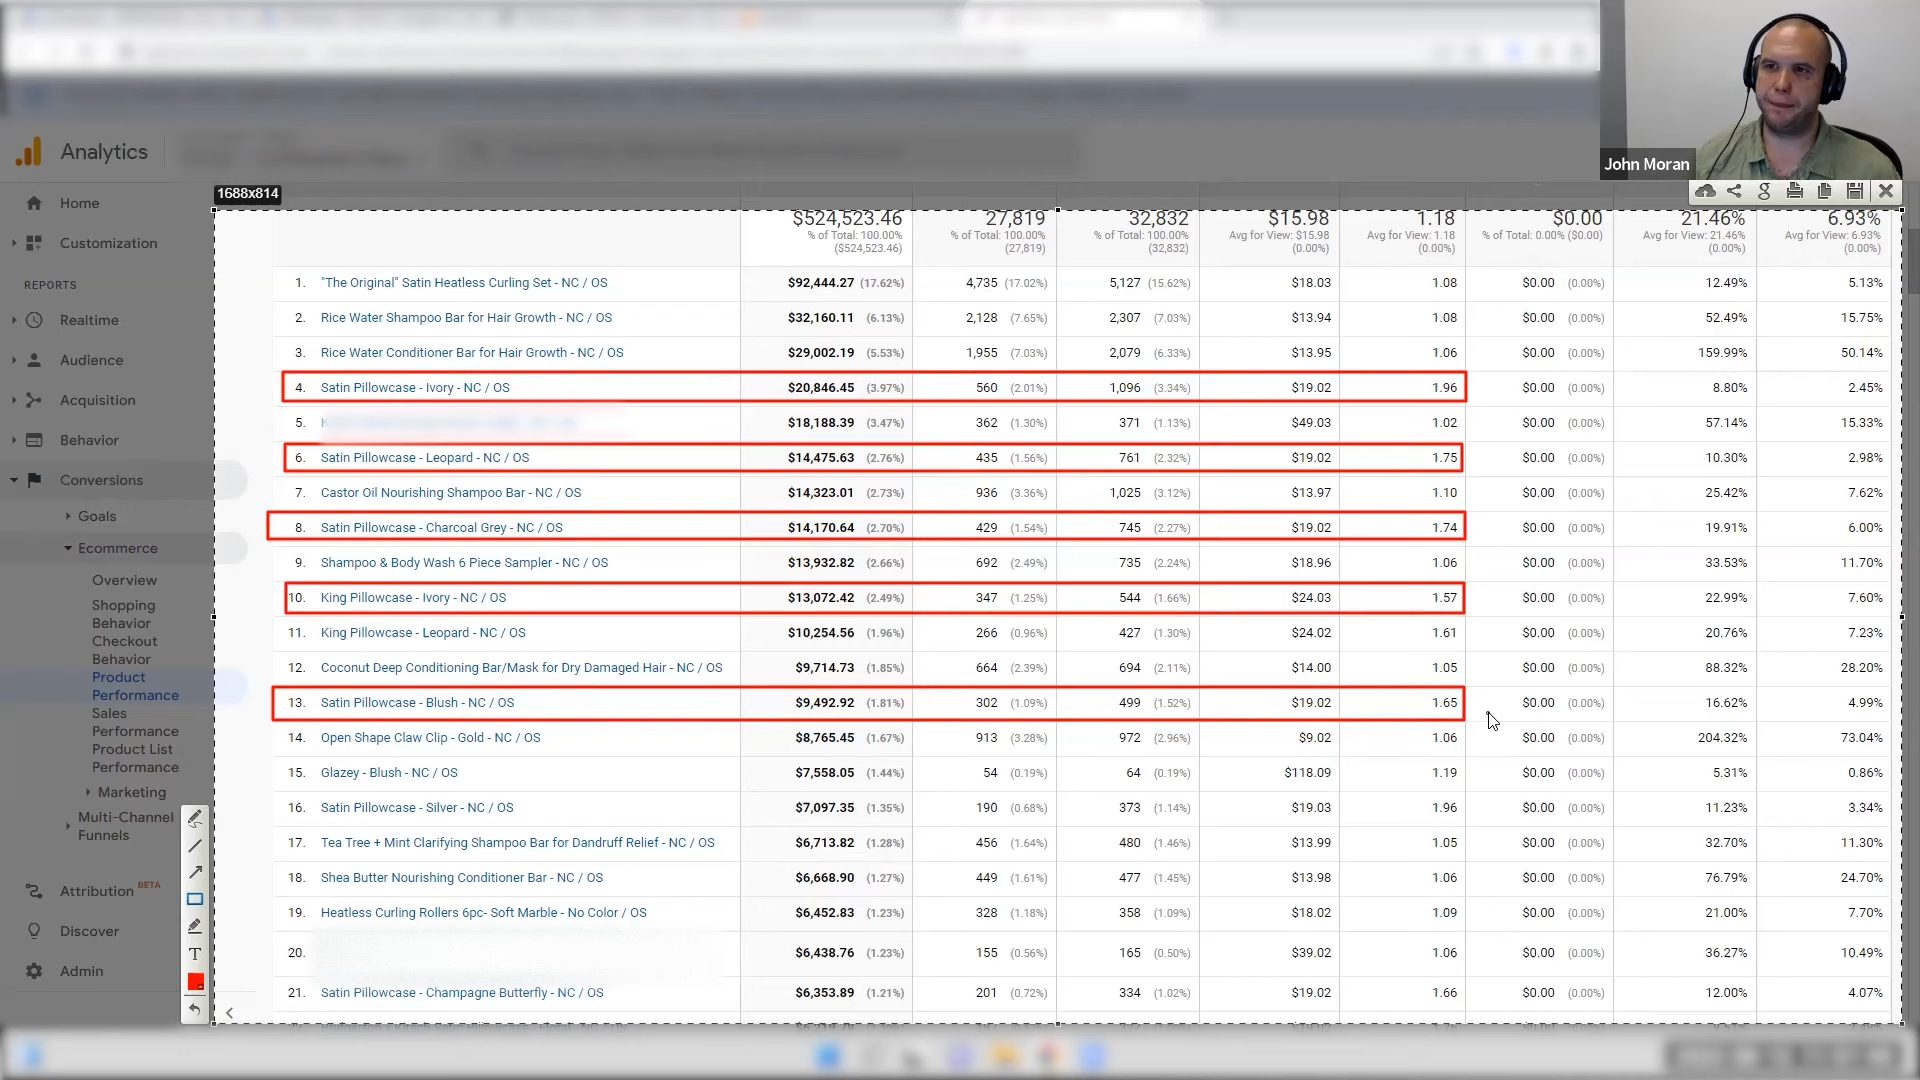 John Moran
Analytics
1688x814
Home
Customization
REPORTS
Realtime
Audience
Acquisition
Behavior
Conversions
Goals
Ecommerce
Overview
Shopping
Behavior
Checkout
Behavior
Product
Performance
Sales
Performance
Product List
Performance
Marketing
Multi-Channel
Funnels
Attribution BETA
Discover
Admin
T
$524,523.46 27,819 32,832 $15.98 1.18 $0.00 21.46% 6.93%
% of Total: 100.00% % of Total: 100.00% % of Total: 100.00% Avg for View: $15.98 Avg for View: 1.18 % of Total: 0.00% ($0.00) Avg for View: 21.46% Avg for View: 6.93%
($524,523.46) (27,819) (32,832) (0.00%) (0.00%) (0.00%) (0.00%)
1. "The Original" Satin Heatless Curling Set - NC / OS $92,444.27 (17.62%) 4,735 (17.02%) 5,127 (15.62%) $18.03 1.08 $0.00 (0.00%) 12.49% 5.13%
2. Rice Water Shampoo Bar for Hair Growth - NC / OS $32,160.11 (6.13%) 2,128 (7.65%) 2,307 (7.03%) $13.94 1.08 $0.00 (0.00%) 52.49% 15.75%
3. Rice Water Conditioner Bar for Hair Growth - NC / OS $29,002.19 (5.53%) 1,955 (7.03%) 2,079 (6.33%) $13.95 1.06 $0.00 (0.00%) 159.99% 50.14%
4. Satin Pillowcase - Ivory - NC / OS $20,846.45 (3.97%) 560 (2.01%) 1,096 (3.34%) $19.02 1.96 $0.00 (0.00%) 8.80% 2.45%
5. $18,188.39 (3.47%) 362 (1.30%) 371 (1.13%) $49.03 1.02 $0.00 (0.00%) 57.14% 15.33%
6. Satin Pillowcase - Leopard - NC / OS $14,475.63 (2.76%) 435 (1.56%) 761 (2.32%) $19.02 1.75 $0.00 (0.00%) 10.30% 2.98%
7. Castor Oil Nourishing Shampoo Bar - NC / OS $14,323.01 (2.73%) 936 (3.36%) 1,025 (3.12%) $13.97 1.10 $0.00 (0.00%) 25.42% 7.62%
8. Satin Pillowcase - Charcoal Grey - NC / OS $14,170.64 (2.70%) 429 (1.54%) 745 (2.27%) $19.02 1.74 $0.00 (0.00%) 19.91% 6.00%
9. Shampoo & Body Wash 6 Piece Sampler - NC / OS $13,932.82 (2.66%) 692 (2.49%) 735 (2.24%) $18.96 1.06 $0.00 (0.00%) 33.53% 11.70%
10. King Pillowcase - Ivory - NC / OS $13,072.42 (2.49%) 347 (1.25%) 544 (1.66%) $24.03 1.57 $0.00 (0.00%) 22.99% 7.60%
11. King Pillowcase - Leopard - NC / OS $10,254.56 (1.96%) 266 (0.96%) 427 (1.30%) $24.02 1.61 $0.00 (0.00%) 20.76% 7.23%
12. Coconut Deep Conditioning Bar/Mask for Dry Damaged Hair - NC / OS $9,714.73 (1.85%) 664 (2.39%) 694 (2.11%) $14.00 1.05 $0.00 (0.00%) 88.32% 28.20%
13. Satin Pillowcase - Blush - NC / OS $9,492.92 (1.81%) 302 (1.09%) 499 (1.52%) $19.02 1.65 $0.00 (0.00%) 16.62% 4.99%
14. Open Shape Claw Clip - Gold - NC / OS $8,765.45 (1.67%) 913 (3.28%) 972 (2.96%) $9.02 1.06 $0.00 (0.00%) 204.32% 73.04%
15. Glazey - Blush - NC / OS $7,558.05 (1.44%) 54 (0.19%) 64 (0.19%) $118.09 1.19 $0.00 (0.00%) 5.31% 0.86%
16. Satin Pillowcase - Silver - NC / OS $7,097.35 (1.35%) 190 (0.68%) 373 (1.14%) $19.03 1.96 $0.00 (0.00%) 11.23% 3.34%
17. Tea Tree + Mint Clarifying Shampoo Bar for Dandruff Relief - NC / OS $6,713.82 (1.28%) 456 (1.64%) 480 (1.46%) $13.99 1.05 $0.00 (0.00%) 32.70% 11.30%
18. Shea Butter Nourishing Conditioner Bar - NC / OS $6,668.90 (1.27%) 449 (1.61%) 477 (1.45%) $13.98 1.06 $0.00 (0.00%) 76.79% 24.70%
19. Heatless Curling Rollers 6pc- Soft Marble - No Color / OS $6,452.83 (1.23%) 328 (1.18%) 358 (1.09%) $18.02 1.09 $0.00 (0.00%) 21.00% 7.70%
20. $6,438.76 (1.23%) 155 (0.56%) 165 (0.50%) $39.02 1.06 $0.00 (0.00%) 36.27% 10.49%
21. Satin Pillowcase - Champagne Butterfly - NC / OS $6,353.89 (1.21%) 201 (0.72%) 334 (1.02%) $19.02 1.66 $0.00 (0.00%) 12.00% 4.07%